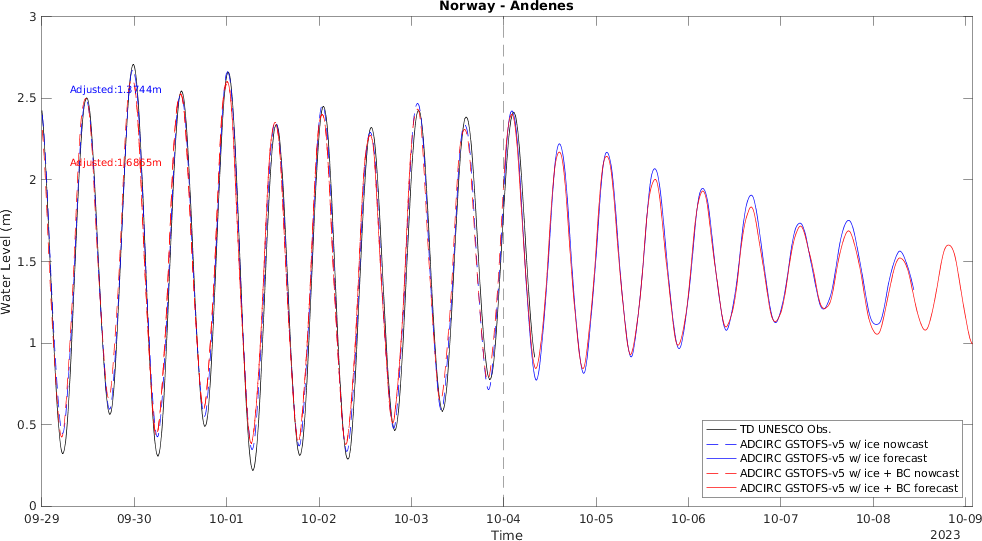 Norway - Andenes
3
2.5
2
1.5
1
0.5
0
Water Level (m)
Adjusted:1.3744m
Adjusted:1.6865m
TD UNESCO Obs.
ADCIRC GSTOFS-v5 w/ ice nowcast
ADCIRC GSTOFS-v5 w/ ice forecast
ADCIRC GSTOFS-v5 w/ ice + BC nowcast
ADCIRC GSTOFS-v5 w/ ice + BC forecast
09-29 09-30 10-01 10-02 10-03 10-04 10-05 10-06 10-07 10-08 10-09
Time
2023